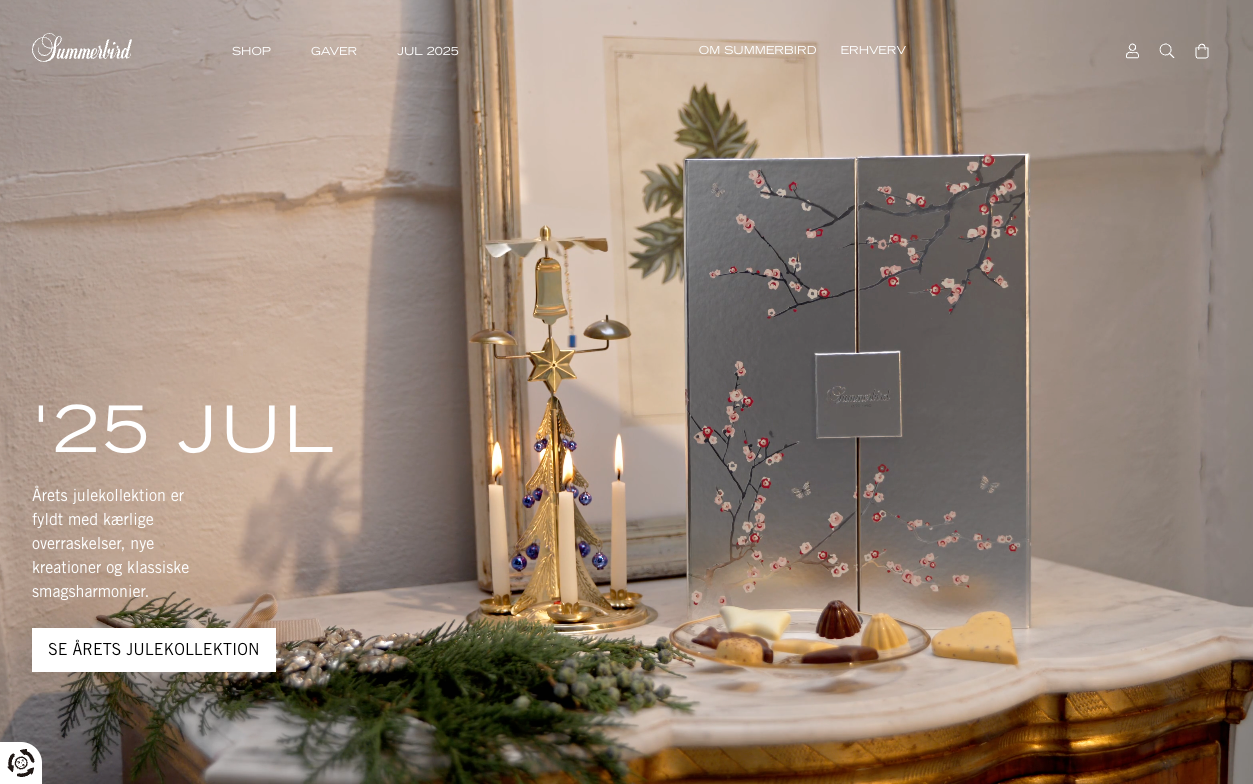 Summerbird
SHOP
GAVER
JUL 2025
OM SUMMERBIRD
ERHVERV
Summerbird
'25 JUL
Årets julekollektion er
fyldt med kærlige
overraskelser, nye
kreationer og klassiske
smagsharmonier.
SE ÅRETS JULEKOLLEKTION